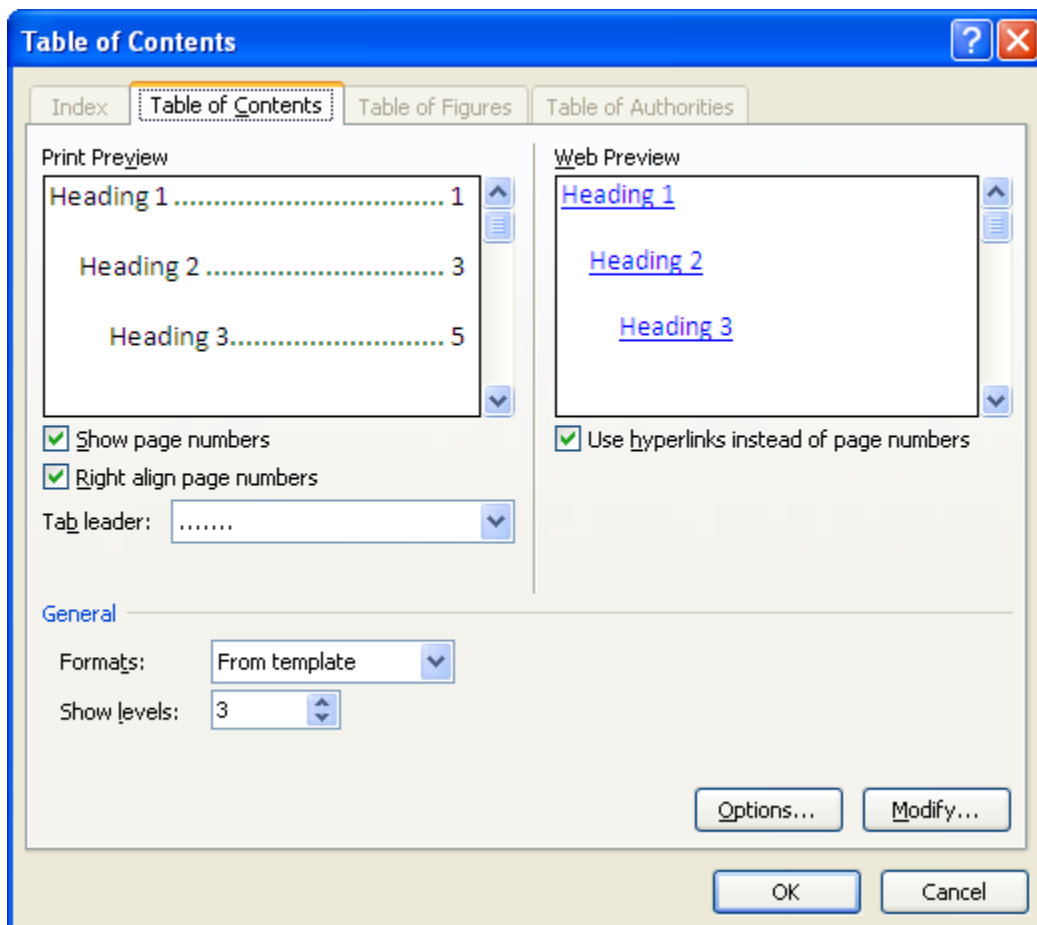 Table of Contents
Index Table of Contents Table of Figures Table of Authorities
Print Preview
Heading 1 ................................. 1
Heading 2 ............................. 3
Heading 3........................... 5
Show page numbers
Right align page numbers
Tab leader: .......
Web Preview
Heading 1
Heading 2
Heading 3
Use hyperlinks instead of page numbers
General
Formats: From template
Show levels: 3
Options... Modify...
OK Cancel